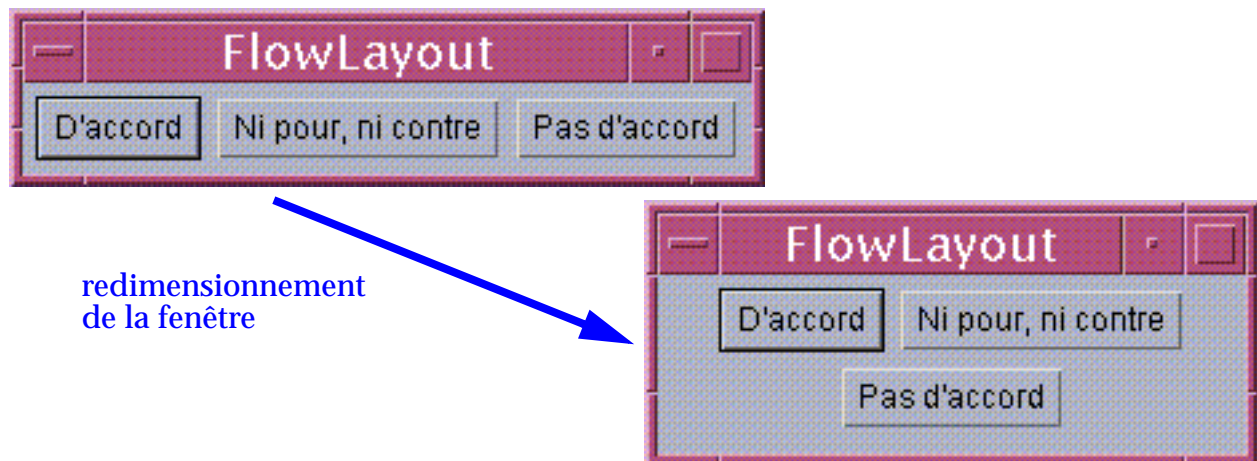 FlowLayout
D'accord Ni pour, ni contre Pas d'accord
redimensionnement
de la fenêtre
FlowLayout
D'accord Ni pour, ni contre
Pas d'accord